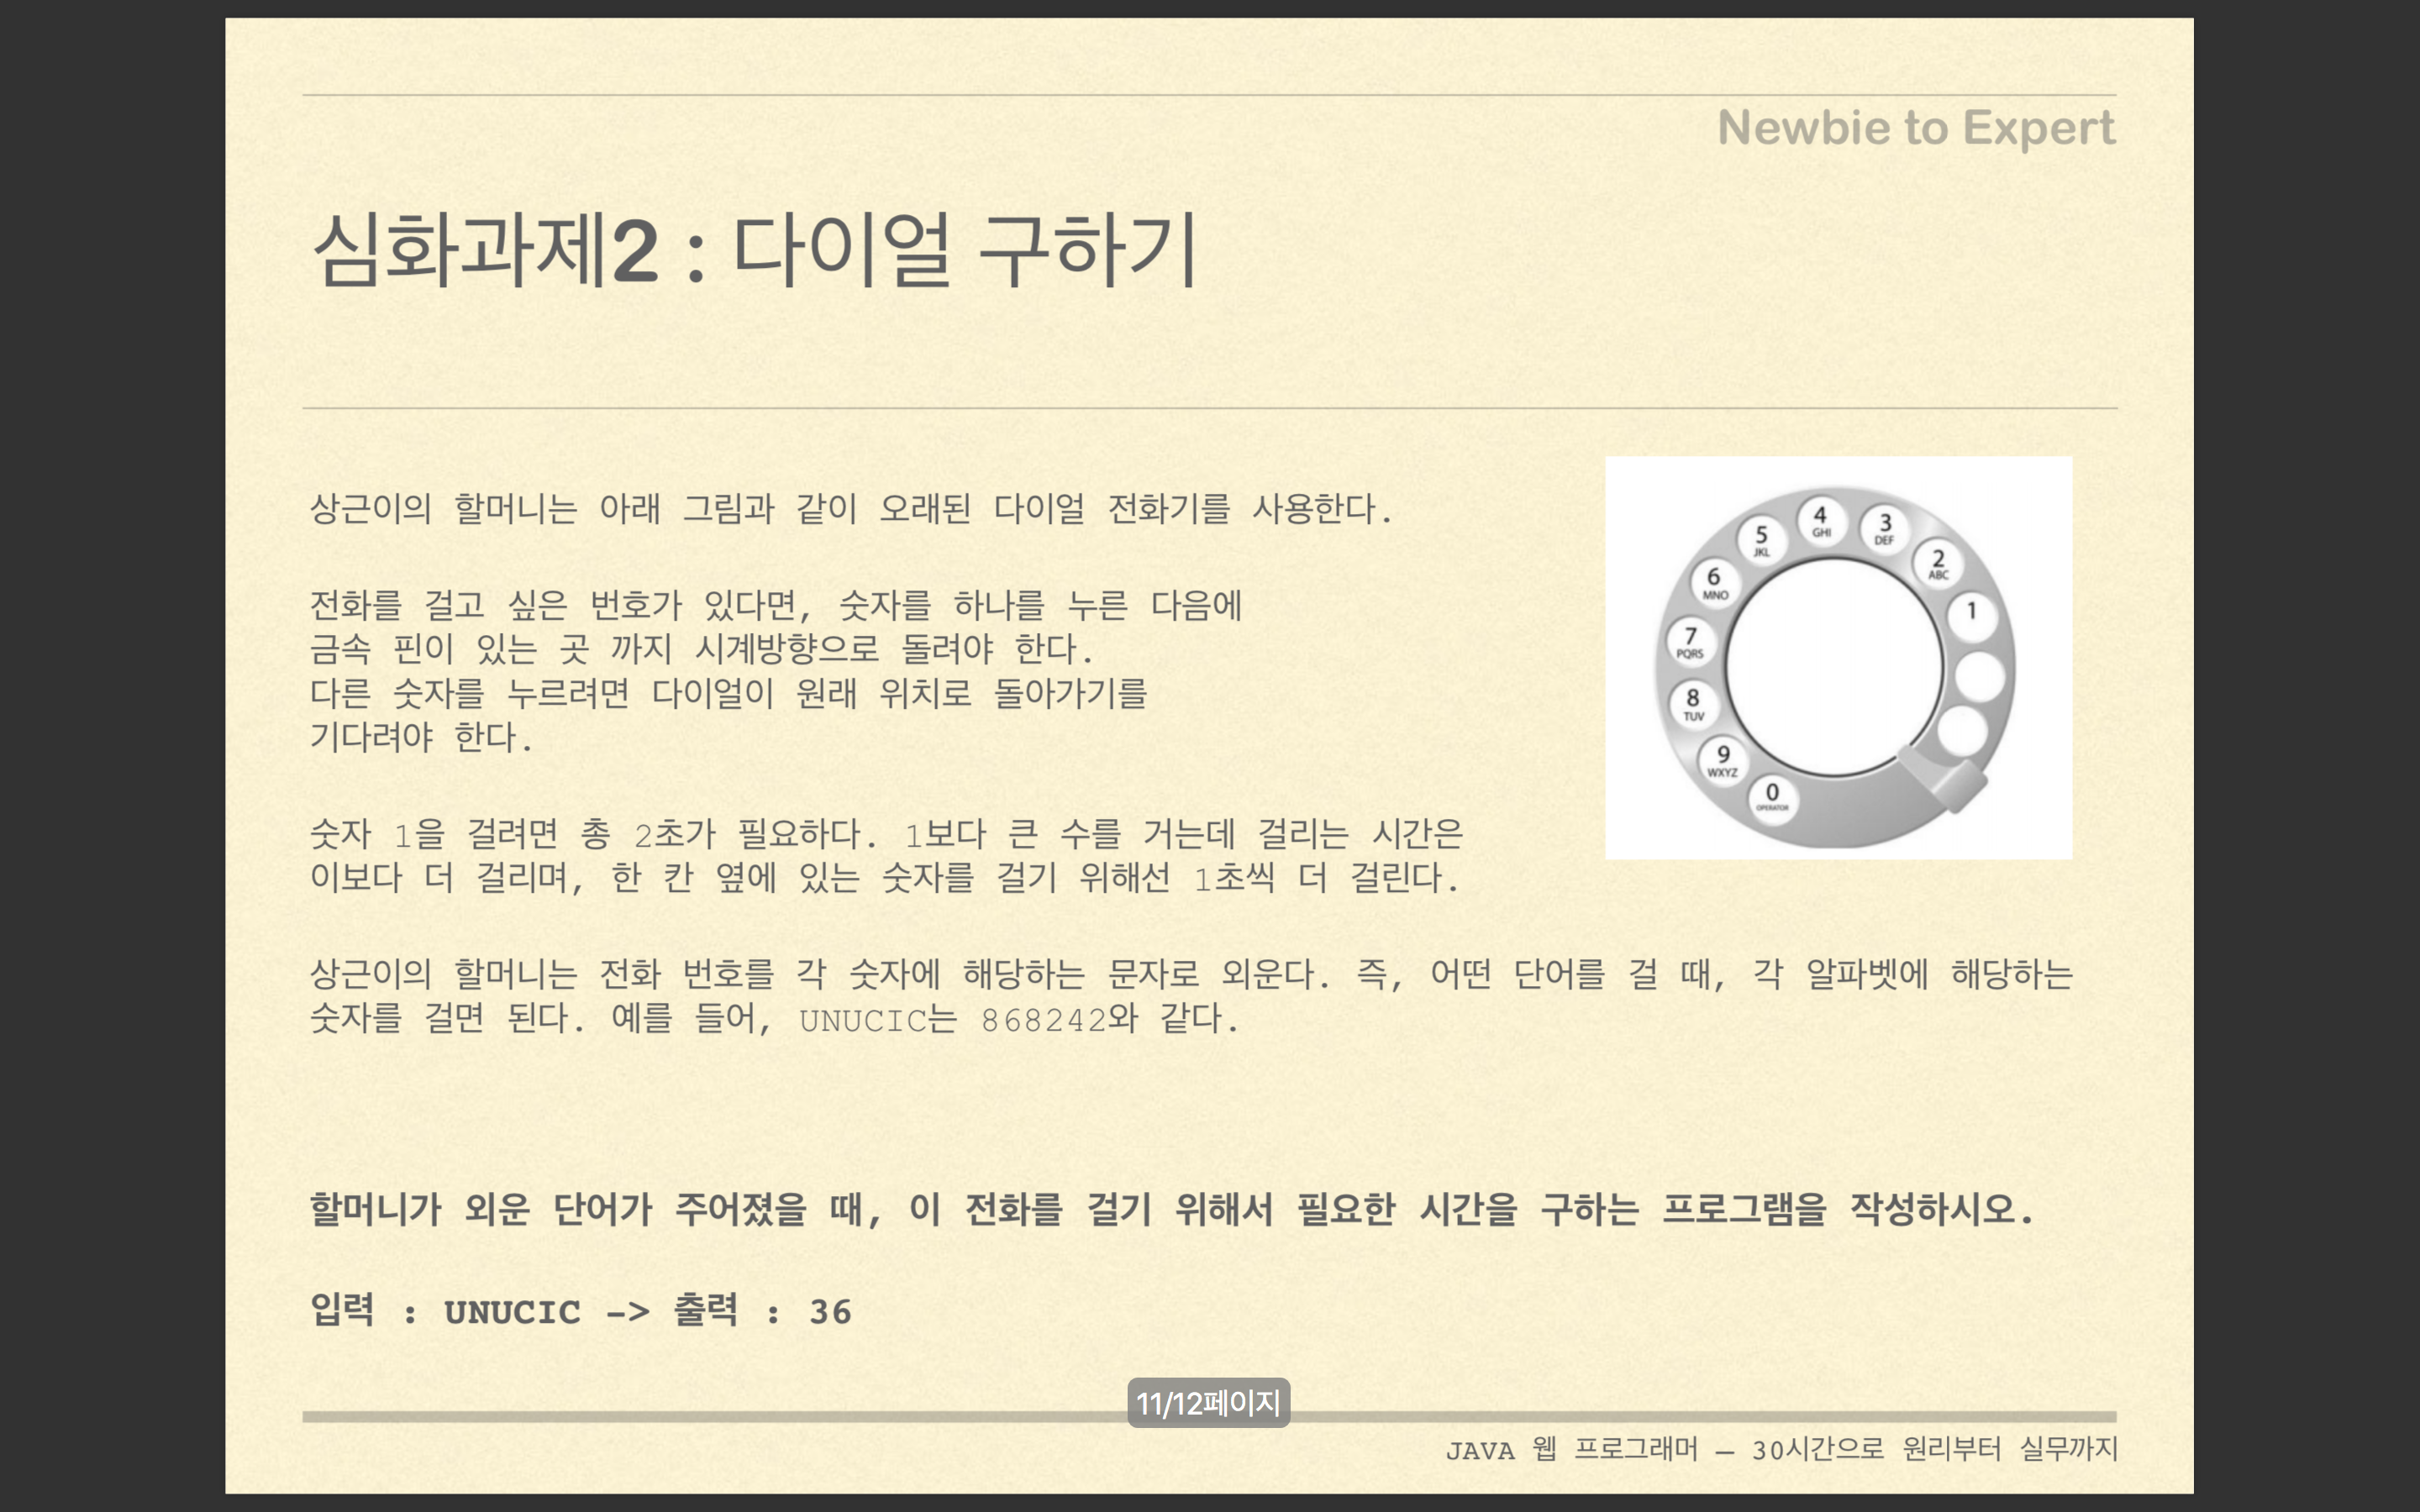 Newbie to Expert
심화과제2 : 다이얼 구하기
상근이의 할머니는 아래 그림과 같이 오래된 다이얼 전화기를 사용한다.
전화를 걸고 싶은 번호가 있다면, 숫자를 하나를 누른 다음에
금속 핀이 있는 곳 까지 시계방향으로 돌려야 한다.
다른 숫자를 누르려면 다이얼이 원래 위치로 돌아가기를
기다려야 한다.
숫자 1을 걸려면 총 2초가 필요하다. 1보다 큰 수를 거는데 걸리는 시간은
이보다 더 걸리며, 한 칸 옆에 있는 숫자를 걸기 위해선 1초씩 더 걸린다.
1
2
ABC
3
DEF
4
GHI
5
JKL
6
MNO
7
PQRS
8
TUV
9
WXYZ
0
OPERATOR
상근이의 할머니는 전화 번호를 각 숫자에 해당하는 문자로 외운다. 즉, 어떤 단어를 걸 때, 각 알파벳에 해당하는
숫자를 걸면 된다. 예를 들어, UNUCIC는 868242와 같다.
할머니가 외운 단어가 주어졌을 때, 이 전화를 걸기 위해서 필요한 시간을 구하는 프로그램을 작성하시오.
입력 : UNUCIC -> 출력 : 36
11/12페이지
JAVA 웹 프로그래머 – 30시간으로 원리부터 실무까지